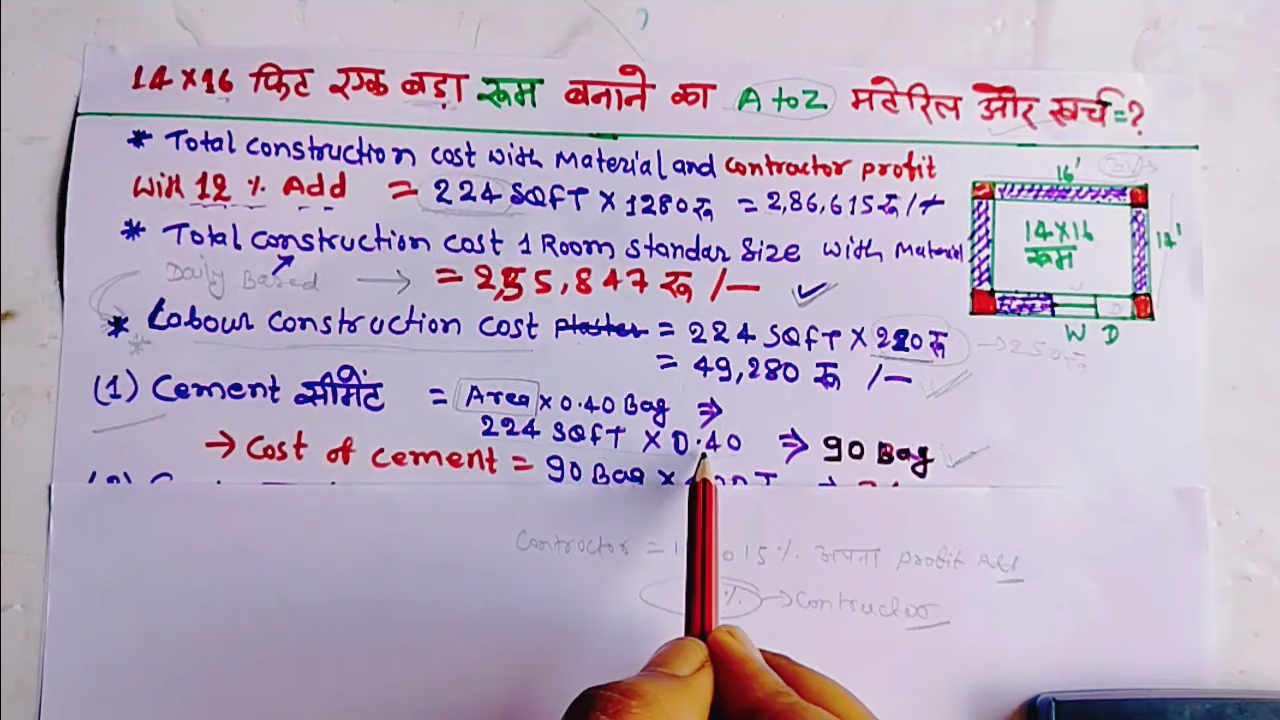 14×16 फिट एक बड़ा रूम बनाने का A to Z मटेरिल और खर्च=?
* Total construction cost with Material and contractor profit
With 12 % Add = 224 SQFT × 1280 रू = 2,86,615 रू /-
* Total construction cost 1 Room standar Size with Material
Daily Based → = 2,55,847 रू /- ✓
* Labour construction cost plaster = 224 SQFT × 220 रू → 250 रू
= 49,280 रू /-
(1) Cement सीमेंट = Area × 0.40 Bag ⇒
224 SQFT × 0.40 ⇒ 90 Bag
→ Cost of cement = 90 Bag ×
16'
14×16
रूम
14'
W D
Contractor = 15% अपना profit Add
% → Contractor